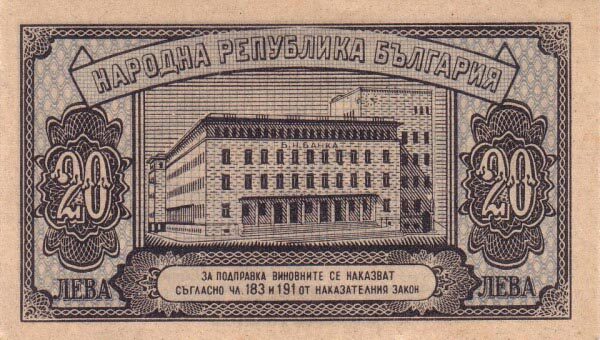 НАРОДНА РЕПУБЛИКА БЪЛГАРИЯ
Б.Н.БАНКА
20
20
ЛЕВА
ЛЕВА
ЗА ПОДПРАВКА ВИНОВНИТЕ СЕ НАКАЗВАТ
СЪГЛАСНО ЧЛ. 183 И 191 ОТ НАКАЗАТЕЛНИЯ ЗАКОН